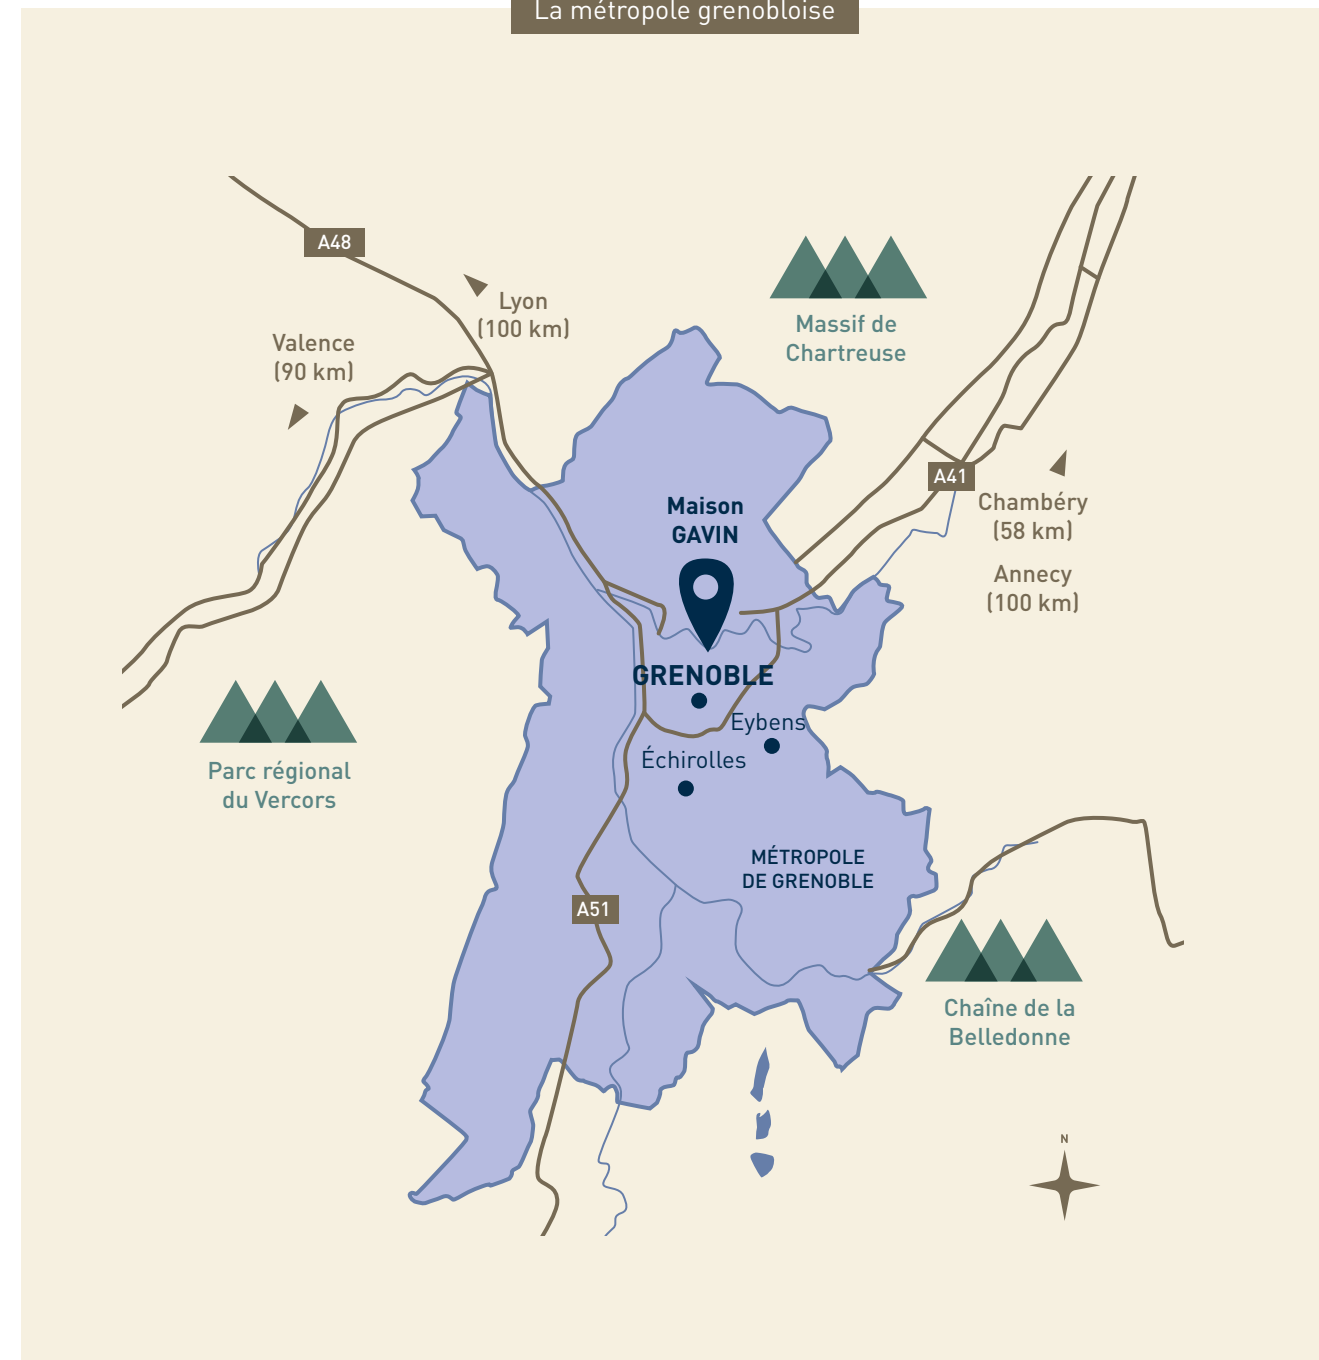 La métropole grenobloise
A48
Lyon
(100 km)
Valence
(90 km)
Massif de
Chartreuse
A41
Chambéry
(58 km)
Annecy
(100 km)
Maison
GAVIN
GRENOBLE
Eybens
Échirolles
Parc régional
du Vercors
MÉTROPOLE
DE GRENOBLE
A51
Chaîne de la
Belledonne
N